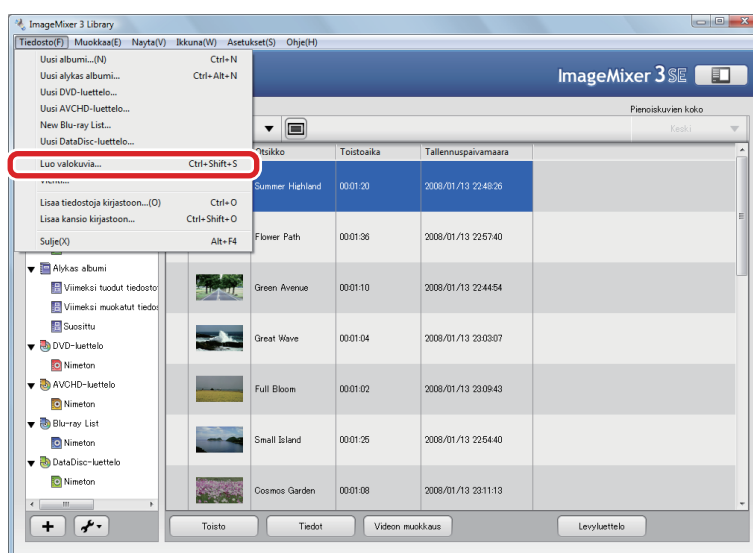 ImageMixer 3 Library
Tiedosto(F) Muokkaa(E) Nayta(V) Ikkuna(W) Asetukset(S) Ohje(H)
Uusi albumi...(N) Ctrl+N
Uusi alykas albumi... Ctrl+Alt+N
Uusi DVD-luettelo...
Uusi AVCHD-luettelo...
New Blu-ray List...
Uusi DataDisc-luettelo...
Luo valokuvia... Ctrl+Shift+S
Vienti...
Lisaa tiedostoja kirjastoon...(O) Ctrl+O
Lisaa kansio kirjastoon... Ctrl+Shift+O
Sulje(X) Alt+F4
ImageMixer 3 SE
Pienoiskuvien koko
Keski
Otsikko Toistoaika Tallennuspaivamaara
Summer Highland 00:01:20 2008/01/13 22:48:26
Flower Path 00:01:36 2008/01/13 22:57:40
Green Avenue 00:01:10 2008/01/13 22:44:54
Great Wave 00:01:04 2008/01/13 23:03:07
Full Bloom 00:01:02 2008/01/13 23:09:43
Small Island 00:01:25 2008/01/13 22:54:40
Cosmos Garden 00:01:08 2008/01/13 23:11:13
Alykas albumi
Viimeksi tuodut tiedosto
Viimeksi muokatut tiedo
Suosittu
DVD-luettelo
Nimeton
AVCHD-luettelo
Nimeton
Blu-ray List
Nimeton
DataDisc-luettelo
Nimeton
Toisto Tiedot Videon muokkaus Levyluettelo